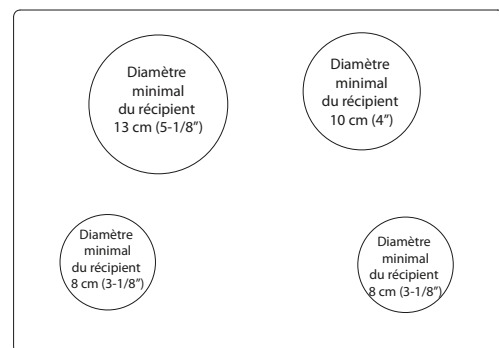 Diamètre
minimal
du récipient
13 cm (5-1/8”)
Diamètre
minimal
du récipient
10 cm (4”)
Diamètre
minimal
du récipient
8 cm (3-1/8”)
Diamètre
minimal
du récipient
8 cm (3-1/8”)